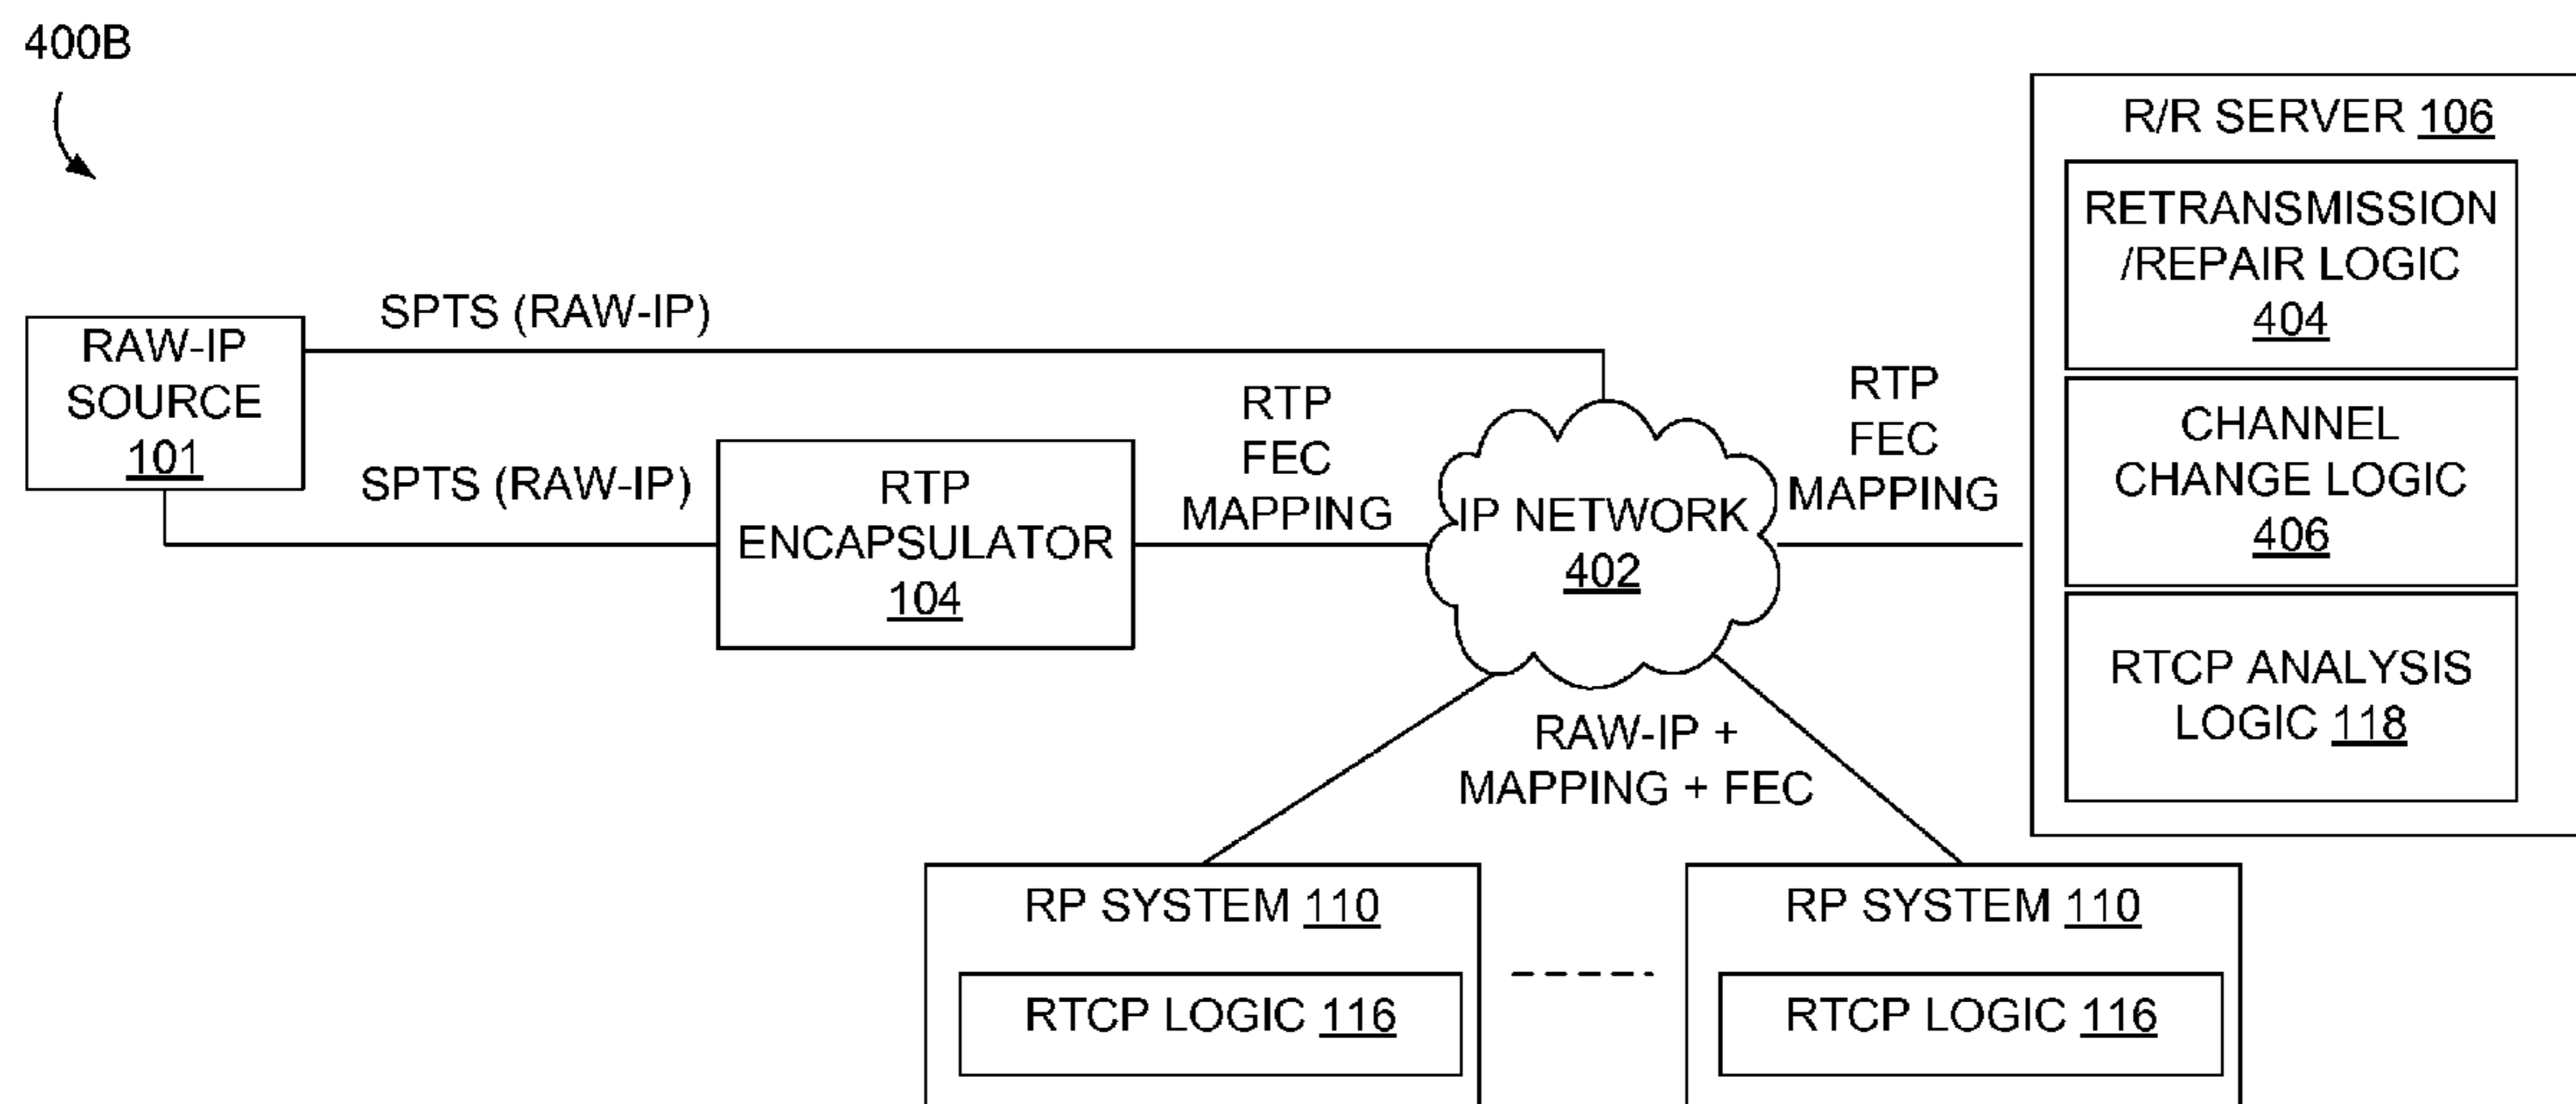 400B
RAW-IP
SOURCE
101
SPTS (RAW-IP)
SPTS (RAW-IP)
RTP
ENCAPSULATOR
104
RTP
FEC
MAPPING
IP NETWORK
402
RTP
FEC
MAPPING
R/R SERVER 106
RETRANSMISSION
/REPAIR LOGIC
404
CHANNEL
CHANGE LOGIC
406
RTCP ANALYSIS
LOGIC 118
RAW-IP +
MAPPING + FEC
RP SYSTEM 110
RTCP LOGIC 116
RP SYSTEM 110
RTCP LOGIC 116